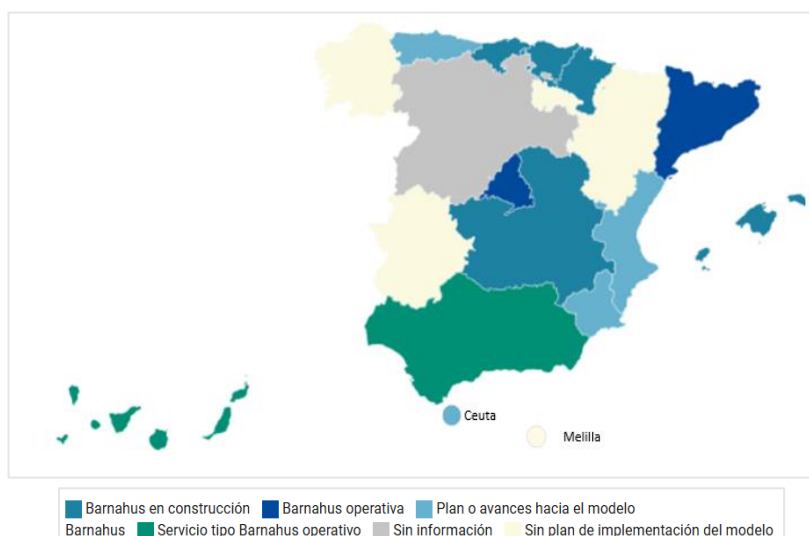 Ceuta
Melilla
Barnahus en construcción Barnahus operativa Plan o avances hacia el modelo
Barnahus Servicio tipo Barnahus operativo Sin información Sin plan de implementación del modelo